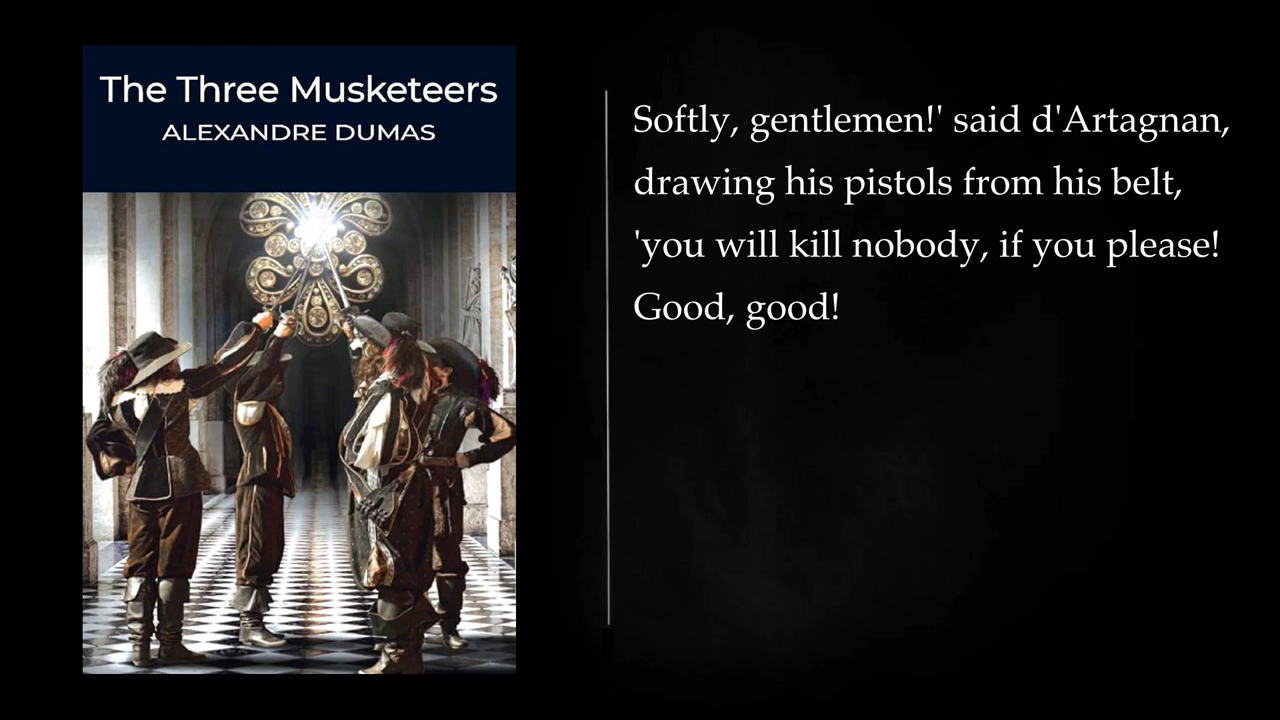 The Three Musketeers
ALEXANDRE DUMAS
Softly, gentlemen!' said d'Artagnan,
drawing his pistols from his belt,
'you will kill nobody, if you please!
Good, good!